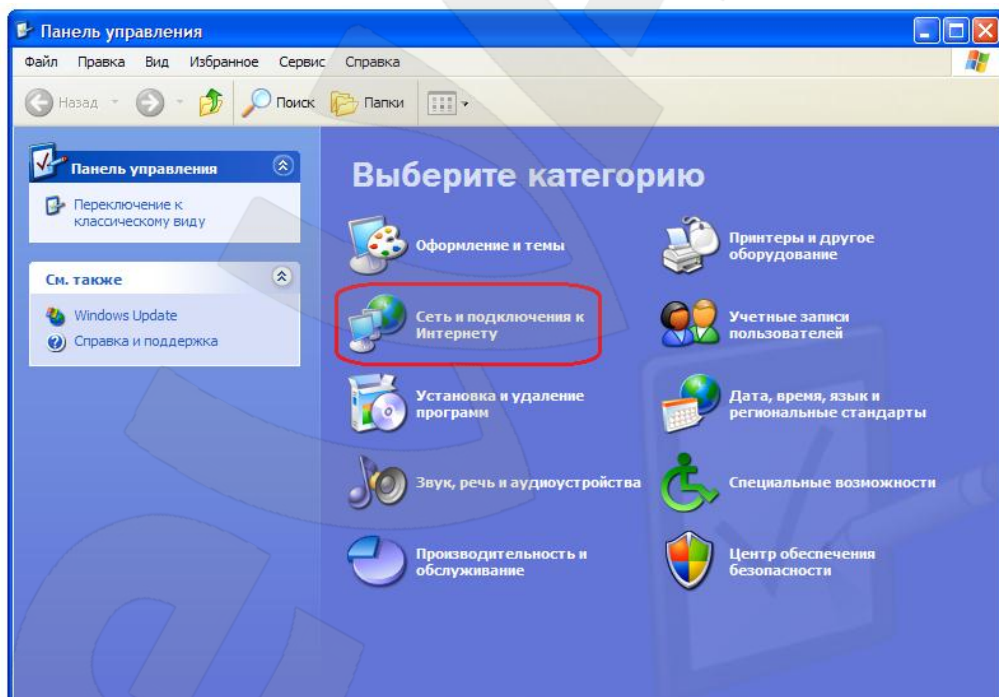 Панель управления
Файл Правка Вид Избранное Сервис Справка
Назад Поиск Папки
Панель управления
Переключение к
классическому виду
См. также
Windows Update
Справка и поддержка
Выберите категорию
Оформление и темы
Принтеры и другое
оборудование
Сеть и подключения к
Интернету
Учетные записи
пользователей
Установка и удаление
программ
Дата, время, язык и
региональные стандарты
Звук, речь и аудиоустройства
Специальные возможности
Производительность и
обслуживание
Центр обеспечения
безопасности